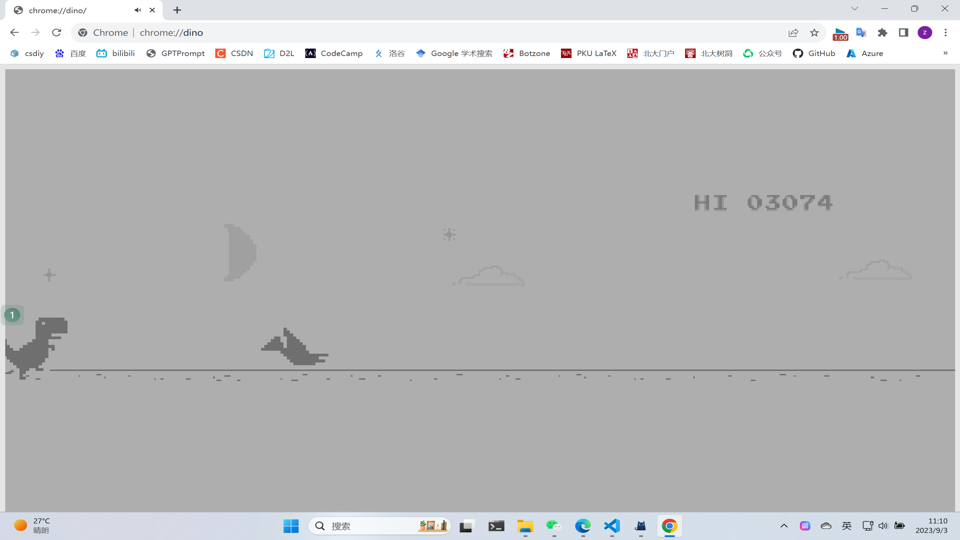 chrome://dino/
Chrome | chrome://dino
1.00
z
csdiy 百度 bilibili GPTPrompt CSDN D2L CodeCamp 洛谷 Google 学术搜索 Botzone PKU LaTeX 北大门户 北大树洞 公众号 GitHub Azure »
HI 03074
1
27°C
晴朗
搜索
英
11:10
2023/9/3